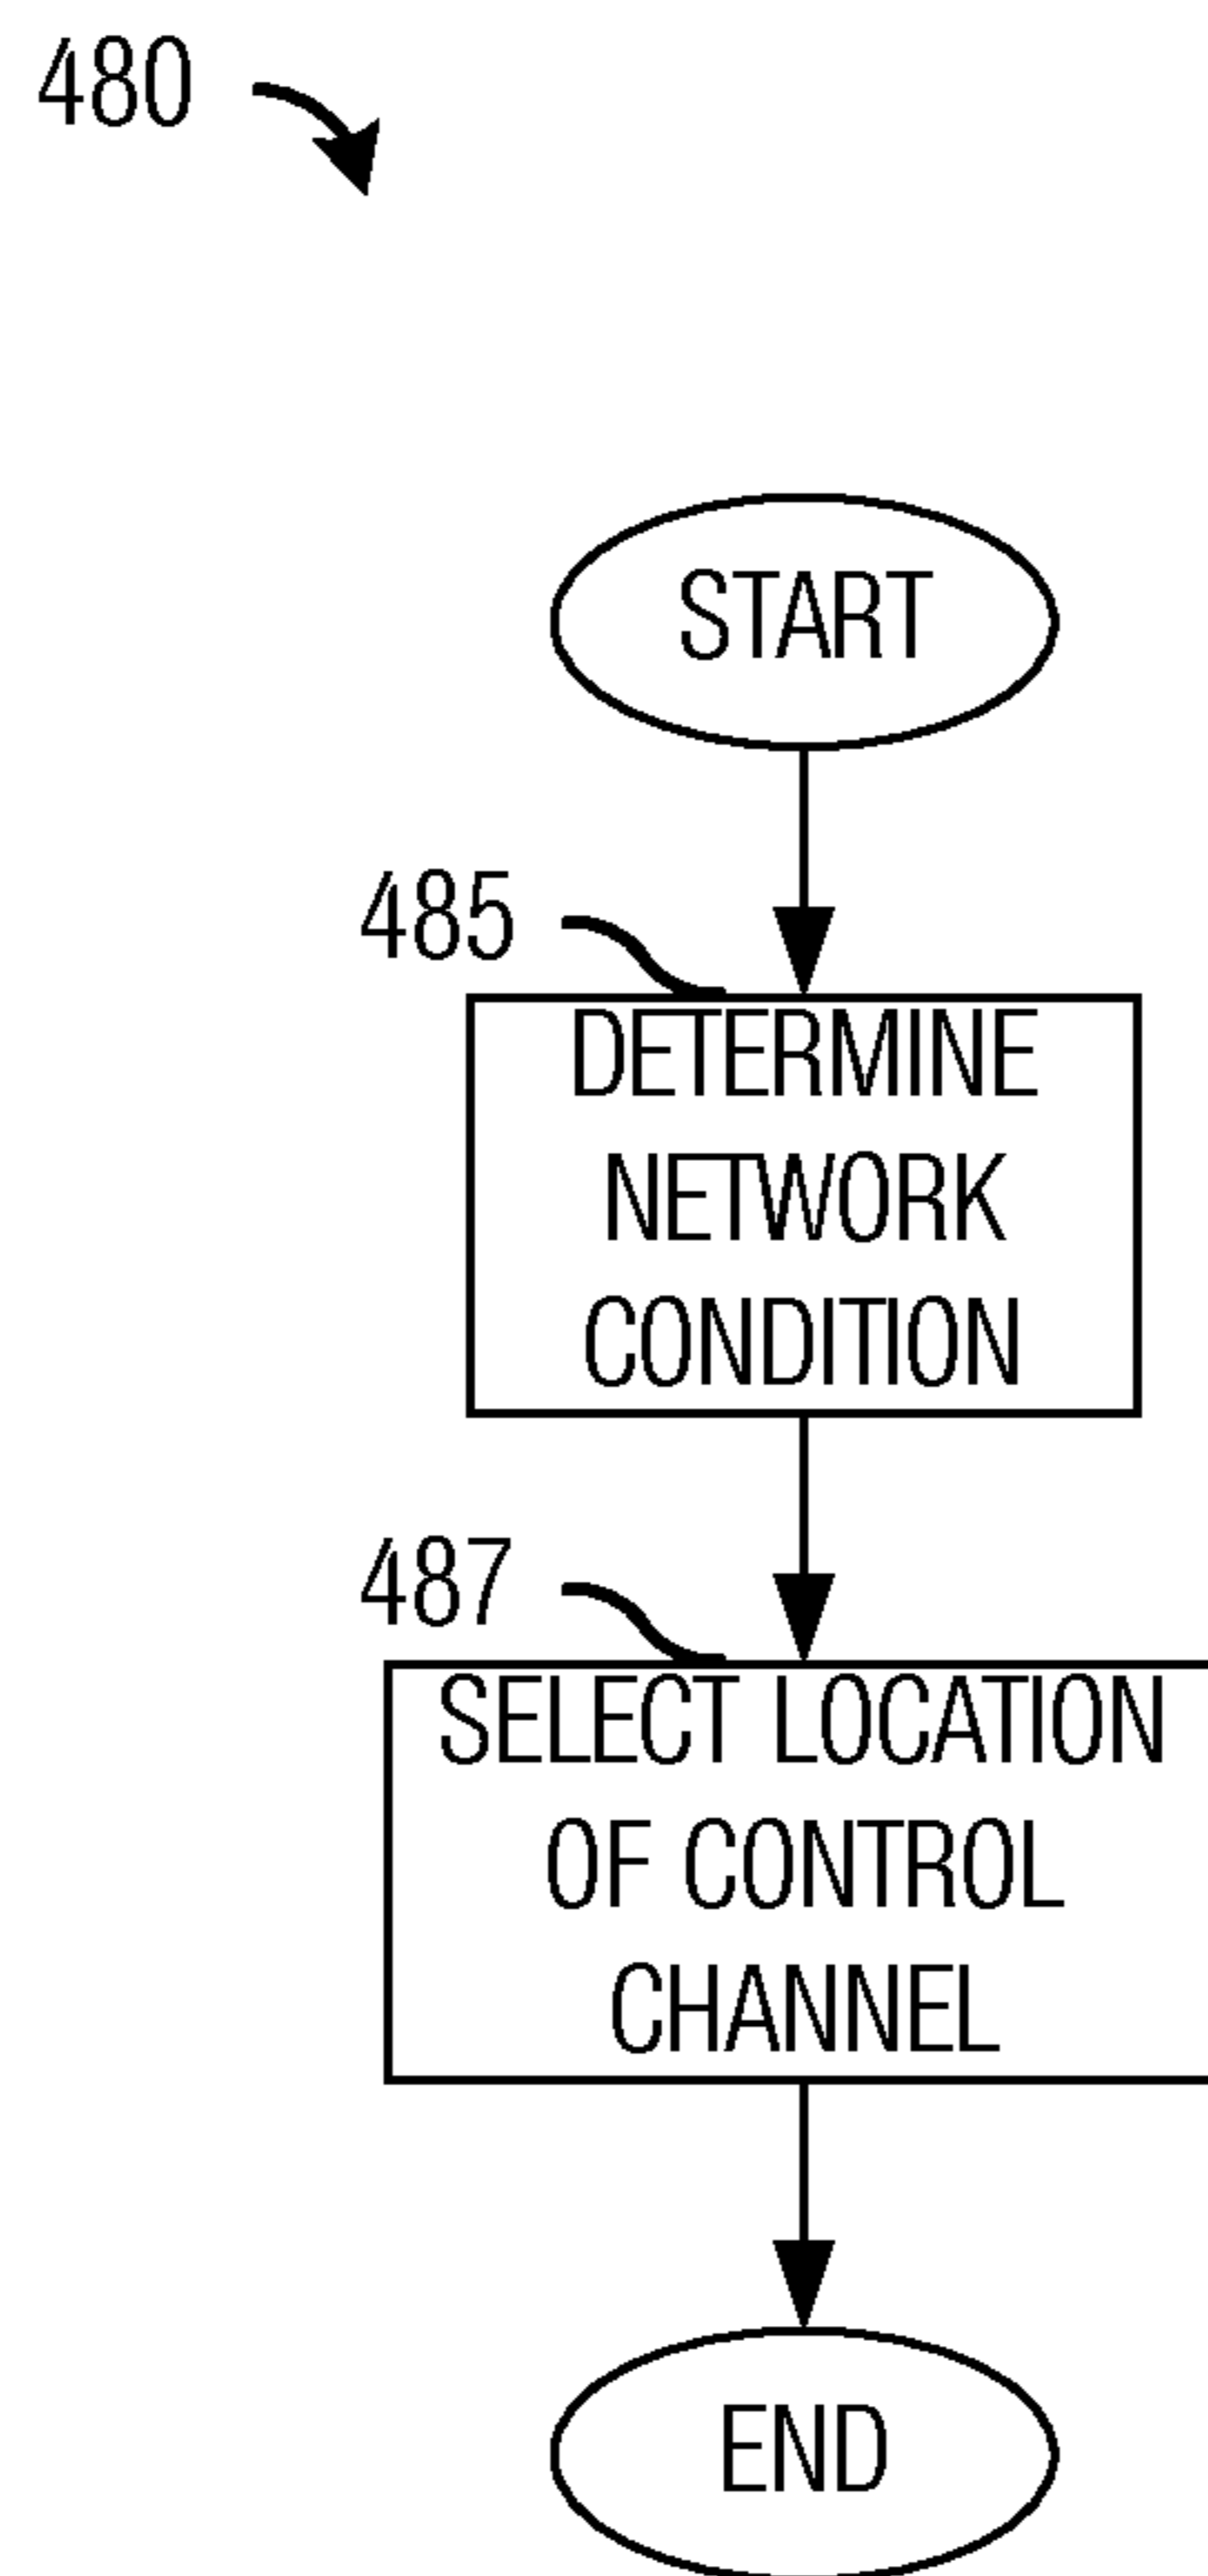 480
START
485
DETERMINE
NETWORK
CONDITION
487
SELECT LOCATION
OF CONTROL
CHANNEL
END